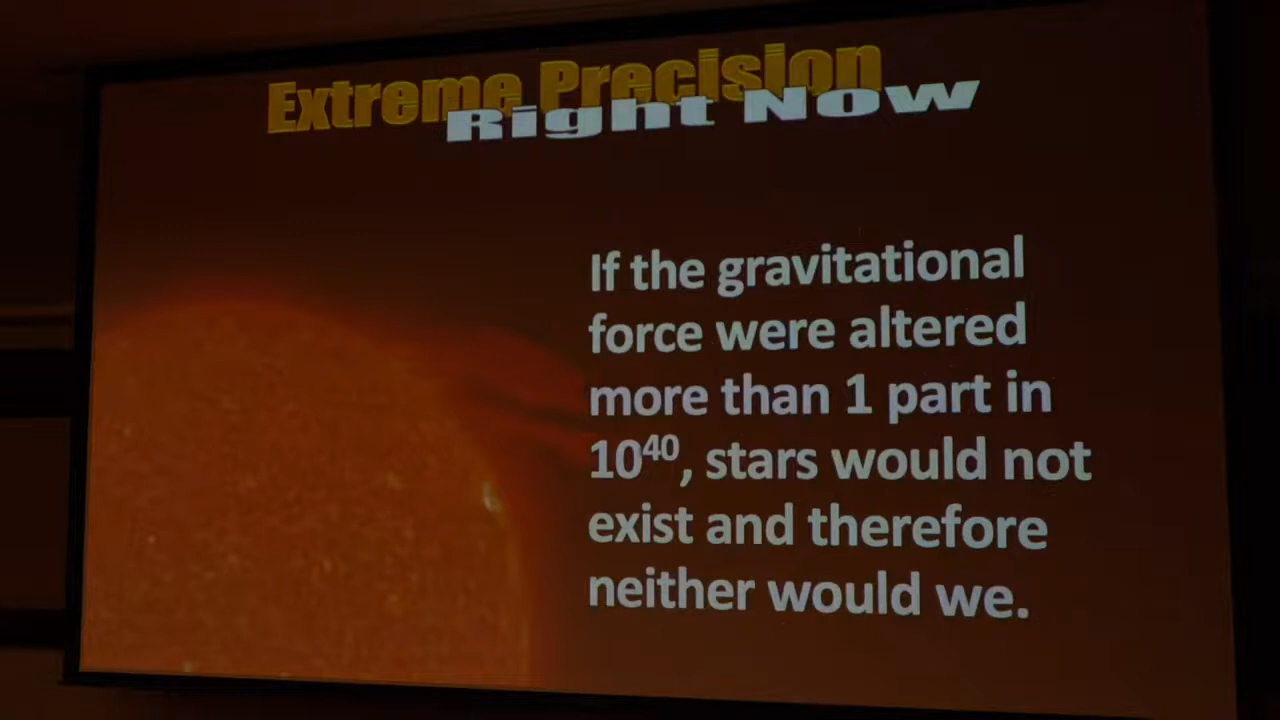 Extreme Precision
Right Now
If the gravitational
force were altered
more than 1 part in
10⁴⁰, stars would not
exist and therefore
neither would we.